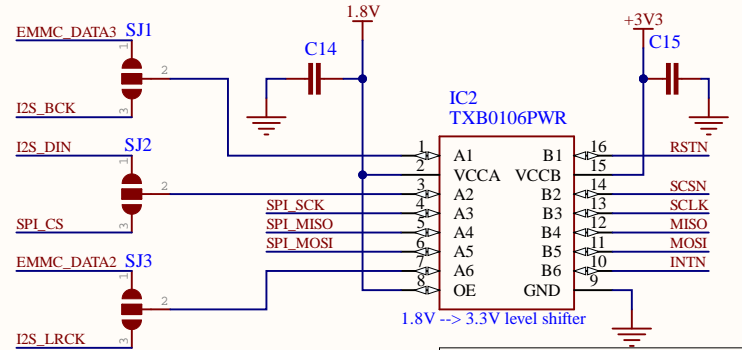 1.8V
+3V3
EMMC_DATA3
SJ1
1
2
3
I2S_BCK
C14
C15
I2S_DIN
SJ2
1
2
3
SPI_CS
IC2
TXB0106PWR
1 A1 B1 16 RSTN
2 VCCA VCCB 15
3 A2 B2 14 SCSN
SPI_SCK 4 A3 B3 13 SCLK
SPI_MISO 5 A4 B4 12 MISO
SPI_MOSI 6 A5 B5 11 MOSI
7 A6 B6 10 INTN
8 OE GND 9
EMMC_DATA2
SJ3
1
2
3
I2S_LRCK
1.8V --> 3.3V level shifter